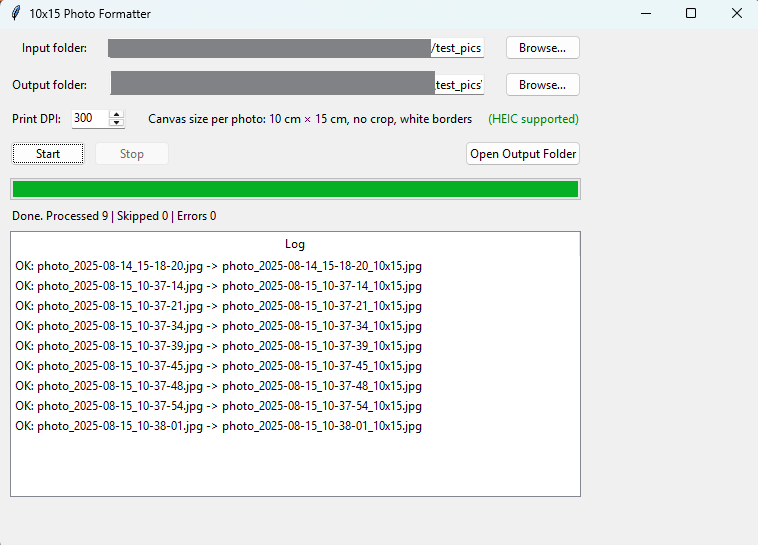 10x15 Photo Formatter
Input folder: /test_pics Browse...
Output folder: test_pics Browse...
Print DPI: 300 Canvas size per photo: 10 cm × 15 cm, no crop, white borders (HEIC supported)
Start Stop Open Output Folder
Done. Processed 9 | Skipped 0 | Errors 0
Log
OK: photo_2025-08-14_15-18-20.jpg -> photo_2025-08-14_15-18-20_10x15.jpg
OK: photo_2025-08-15_10-37-14.jpg -> photo_2025-08-15_10-37-14_10x15.jpg
OK: photo_2025-08-15_10-37-21.jpg -> photo_2025-08-15_10-37-21_10x15.jpg
OK: photo_2025-08-15_10-37-34.jpg -> photo_2025-08-15_10-37-34_10x15.jpg
OK: photo_2025-08-15_10-37-39.jpg -> photo_2025-08-15_10-37-39_10x15.jpg
OK: photo_2025-08-15_10-37-45.jpg -> photo_2025-08-15_10-37-45_10x15.jpg
OK: photo_2025-08-15_10-37-48.jpg -> photo_2025-08-15_10-37-48_10x15.jpg
OK: photo_2025-08-15_10-37-54.jpg -> photo_2025-08-15_10-37-54_10x15.jpg
OK: photo_2025-08-15_10-38-01.jpg -> photo_2025-08-15_10-38-01_10x15.jpg